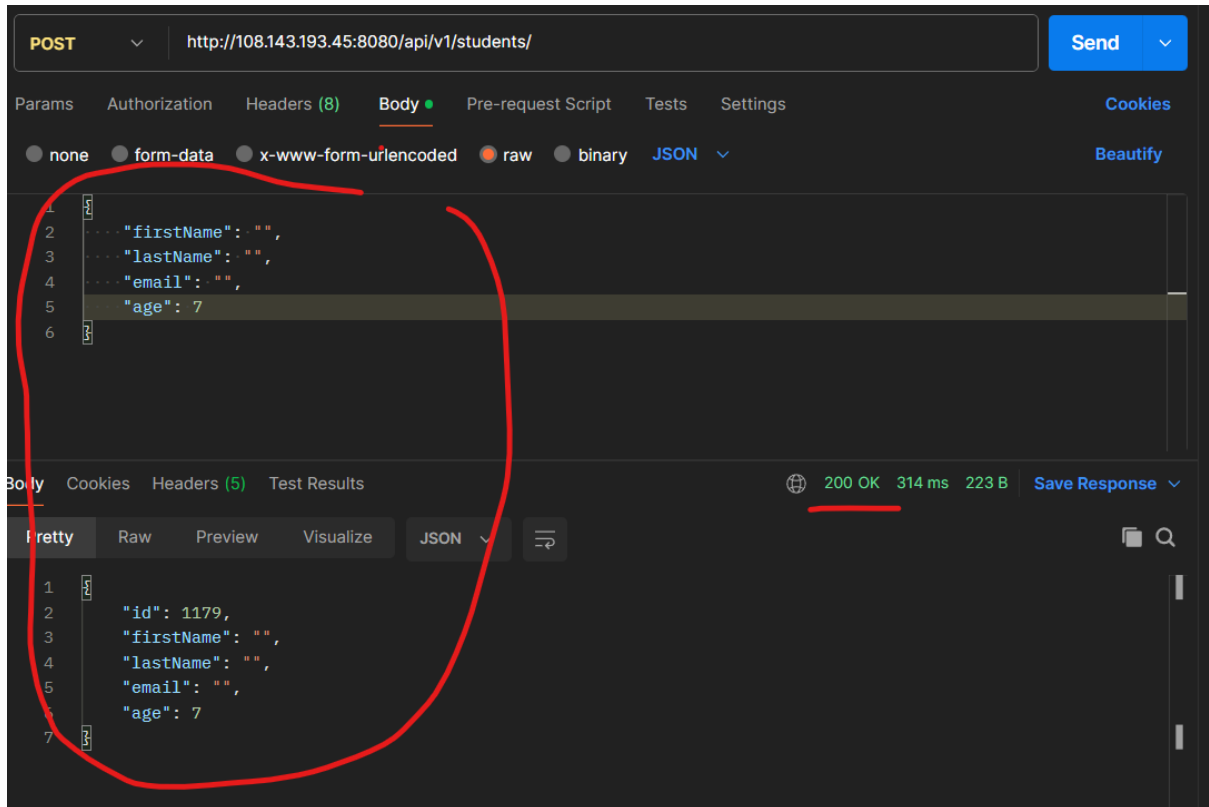 POST http://108.143.193.45:8080/api/v1/students/ Send
Params Authorization Headers (8) Body Pre-request Script Tests Settings Cookies
none form-data x-www-form-urlencoded raw binary JSON Beautify
1 {
2 "firstName": "",
3 "lastName": "",
4 "email": "",
5 "age": 7
6 }
Body Cookies Headers (5) Test Results 200 OK 314 ms 223 B Save Response
Pretty Raw Preview Visualize JSON
1 {
2 "id": 1179,
3 "firstName": "",
4 "lastName": "",
5 "email": "",
6 "age": 7
7 }